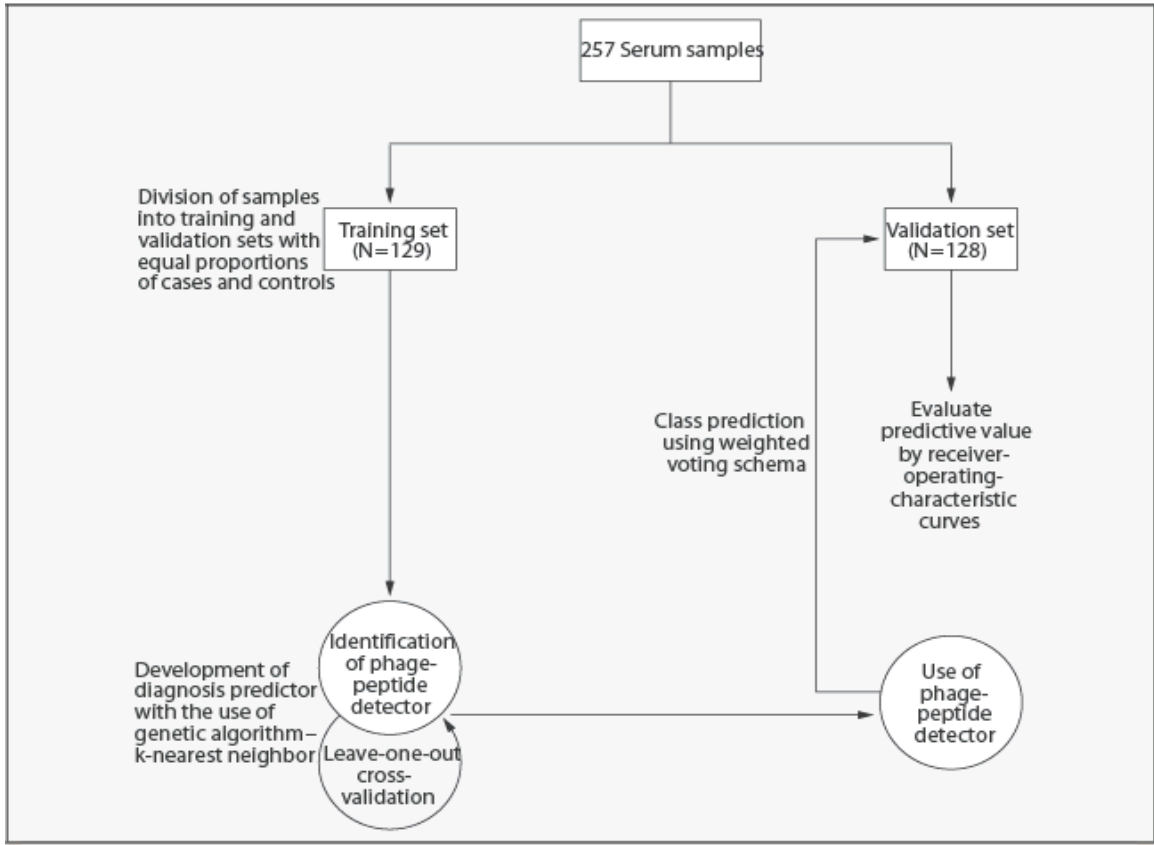 257 Serum samples
Division of samples
into training and
validation sets with
equal proportions
of cases and controls
Training set
(N=129)
Validation set
(N=128)
Class prediction
using weighted
voting schema
Evaluate
predictive value
by receiver-
operating-
characteristic
curves
Development of
diagnosis predictor
with the use of
genetic algorithm–
k-nearest neighbor
Identification
of phage-
peptide
detector
Leave-one-out
cross-
validation
Use of
phage-
peptide
detector